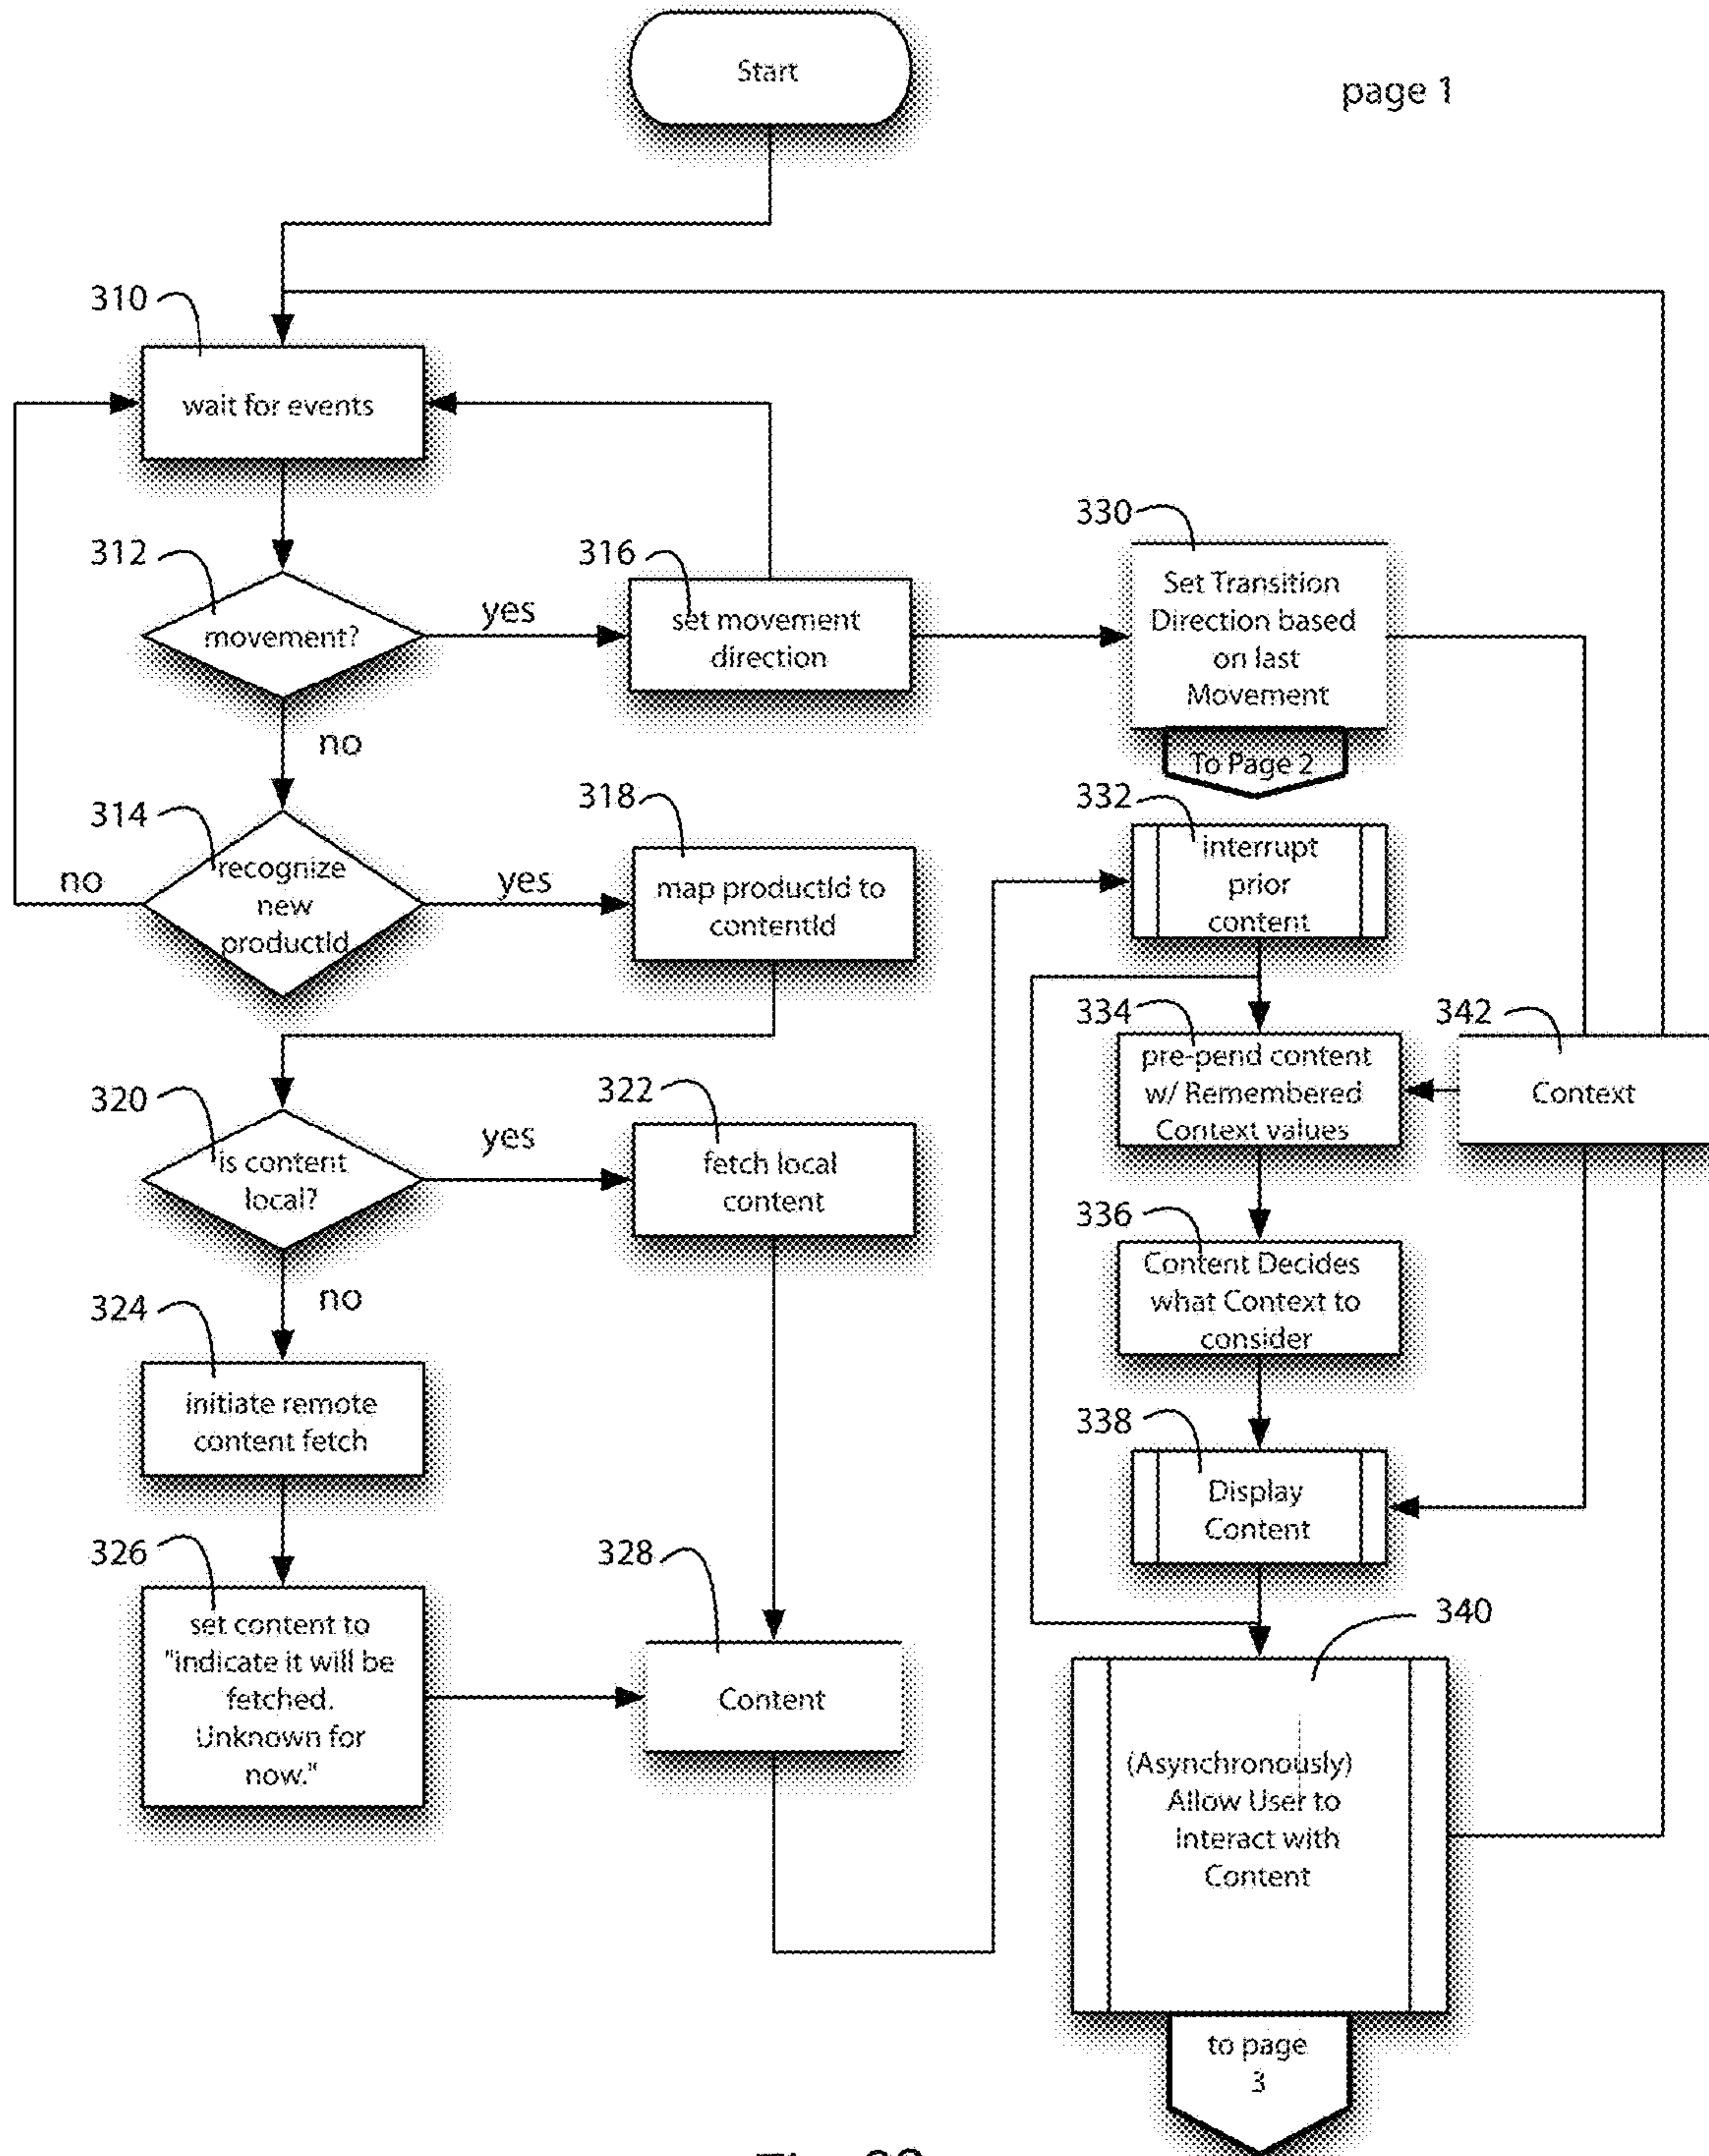 Start
page 1
310
wait for events
312
movement?
yes
316
set movement
direction
330
Set Transition
Direction based
on last
Movement
To Page 2
no
314
recognize
new
productId
no
yes
318
map productId to
contentId
332
interrupt
prior
content
334
pre-pend content
w/ Remembered
Context values
342
Context
320
is content
local?
yes
322
fetch local
content
336
Content Decides
what Context to
consider
no
324
initiate remote
content fetch
338
Display
Content
326
set content to
"indicate it will be
fetched.
Unknown for
now."
328
Content
340
(Asynchronously)
Allow User to
Interact with
Content
to page
3